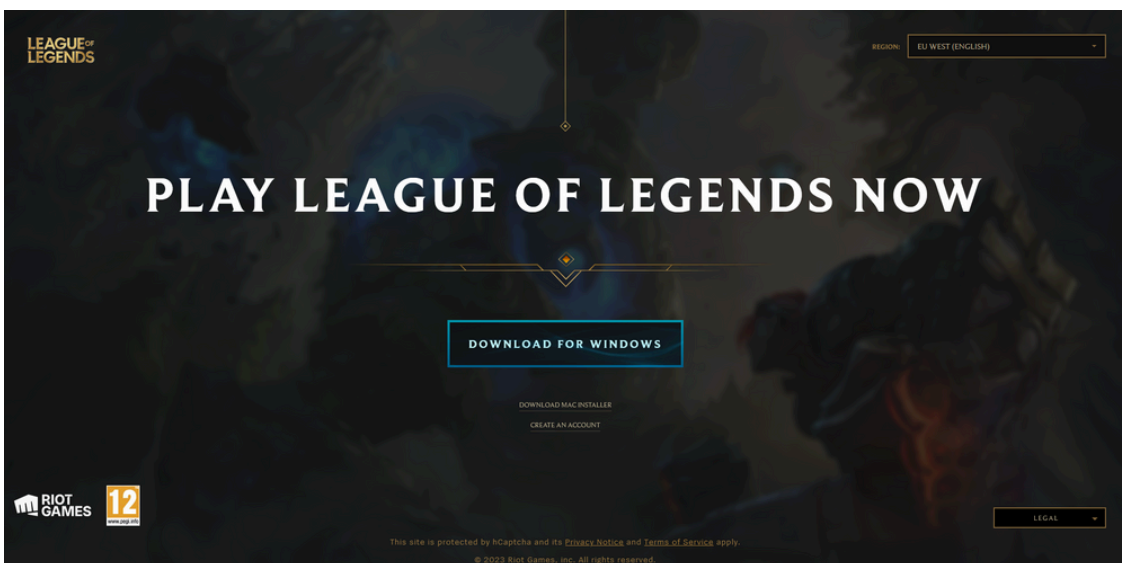 LEAGUE OF
LEGENDS
REGION: EU WEST (ENGLISH)
PLAY LEAGUE OF LEGENDS NOW
DOWNLOAD FOR WINDOWS
DOWNLOAD MAC INSTALLER
CREATE AN ACCOUNT
RIOT
GAMES
12
www.pegi.info
LEGAL
This site is protected by hCaptcha and its Privacy Notice and Terms of Service apply.
© 2023 Riot Games, inc. All rights reserved.